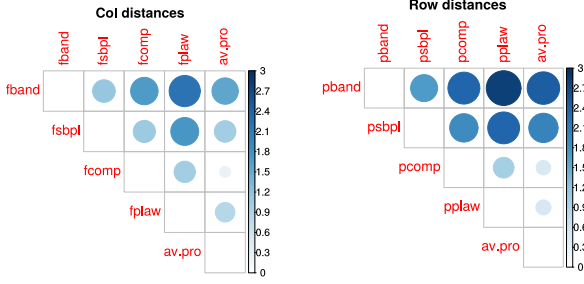 Col distances
fband
fsbpl
fcomp
fplaw
av.pro
fband
fsbpl
fcomp
fplaw
av.pro
3
2.7
2.4
2.1
1.8
1.5
1.2
0.9
0.6
0.3
0
Row distances
pband
psbpl
pcomp
pplaw
av.pro
pband
psbpl
pcomp
pplaw
av.pro
3
2.7
2.4
2.1
1.8
1.5
1.2
0.9
0.6
0.3
0